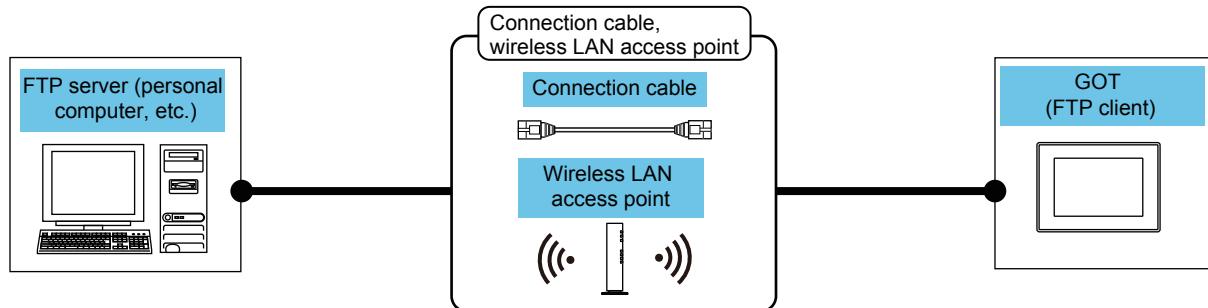 Connection cable,
wireless LAN access point
FTP server (personal
computer, etc.)
Connection cable
Wireless LAN
access point
GOT
(FTP client)